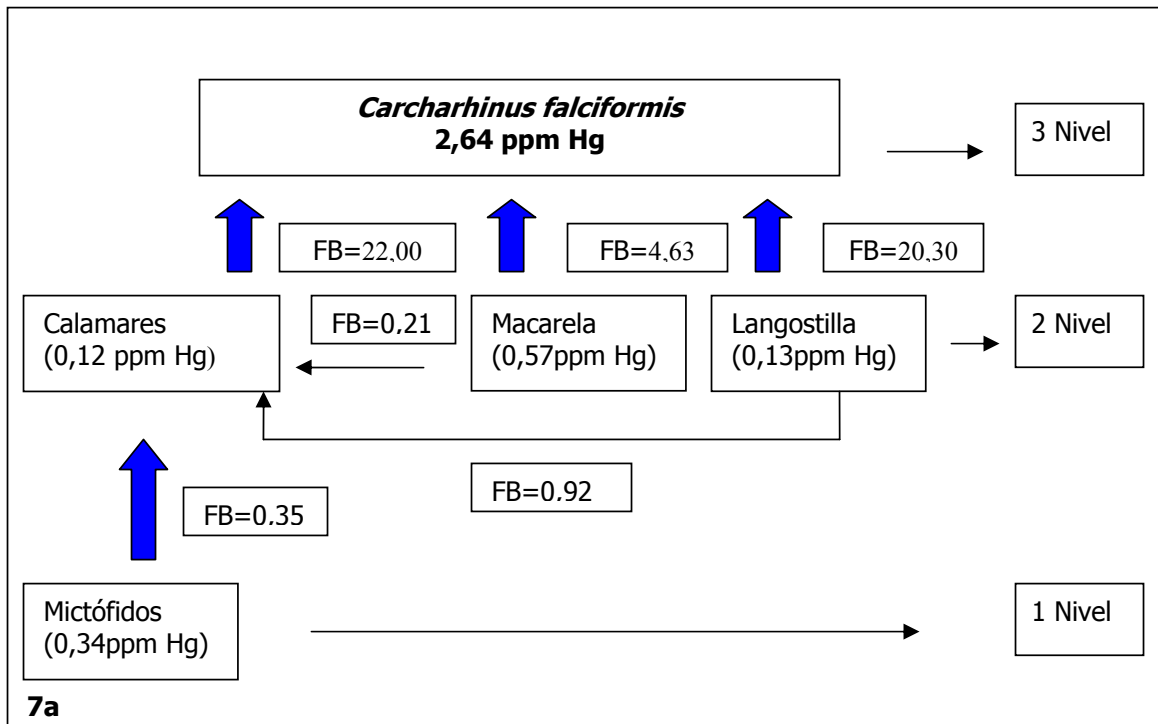 Carcharhinus falciformis
2,64 ppm Hg
3 Nivel
FB=22,00
FB=4,63
FB=20,30
Calamares
(0,12 ppm Hg)
FB=0,21
Macarela
(0,57ppm Hg)
Langostilla
(0,13ppm Hg)
2 Nivel
FB=0,35
FB=0,92
Mictófidos
(0,34ppm Hg)
1 Nivel
7a